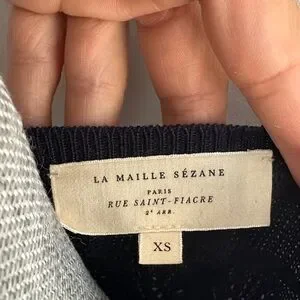 LA MAILLE SÉZANE
PARIS
RUE SAINT-FIACRE
2ᵉ ARR.
XS